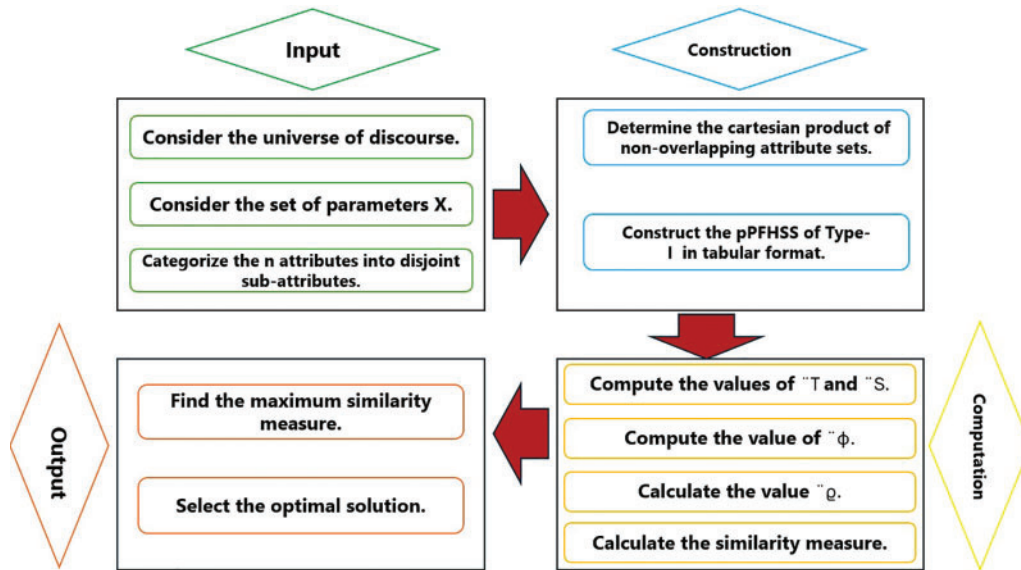 Input
Consider the universe of discourse.
Consider the set of parameters X.
Categorize the n attributes into disjoint
sub-attributes.
Construction
Determine the cartesian product of
non-overlapping attribute sets.
Construct the pPFHSS of Type-
I in tabular format.
Computation
Compute the values of ¨T and ¨S.
Compute the value of ¨ϕ.
Calculate the value ¨ϱ.
Calculate the similarity measure.
Output
Find the maximum similarity
measure.
Select the optimal solution.